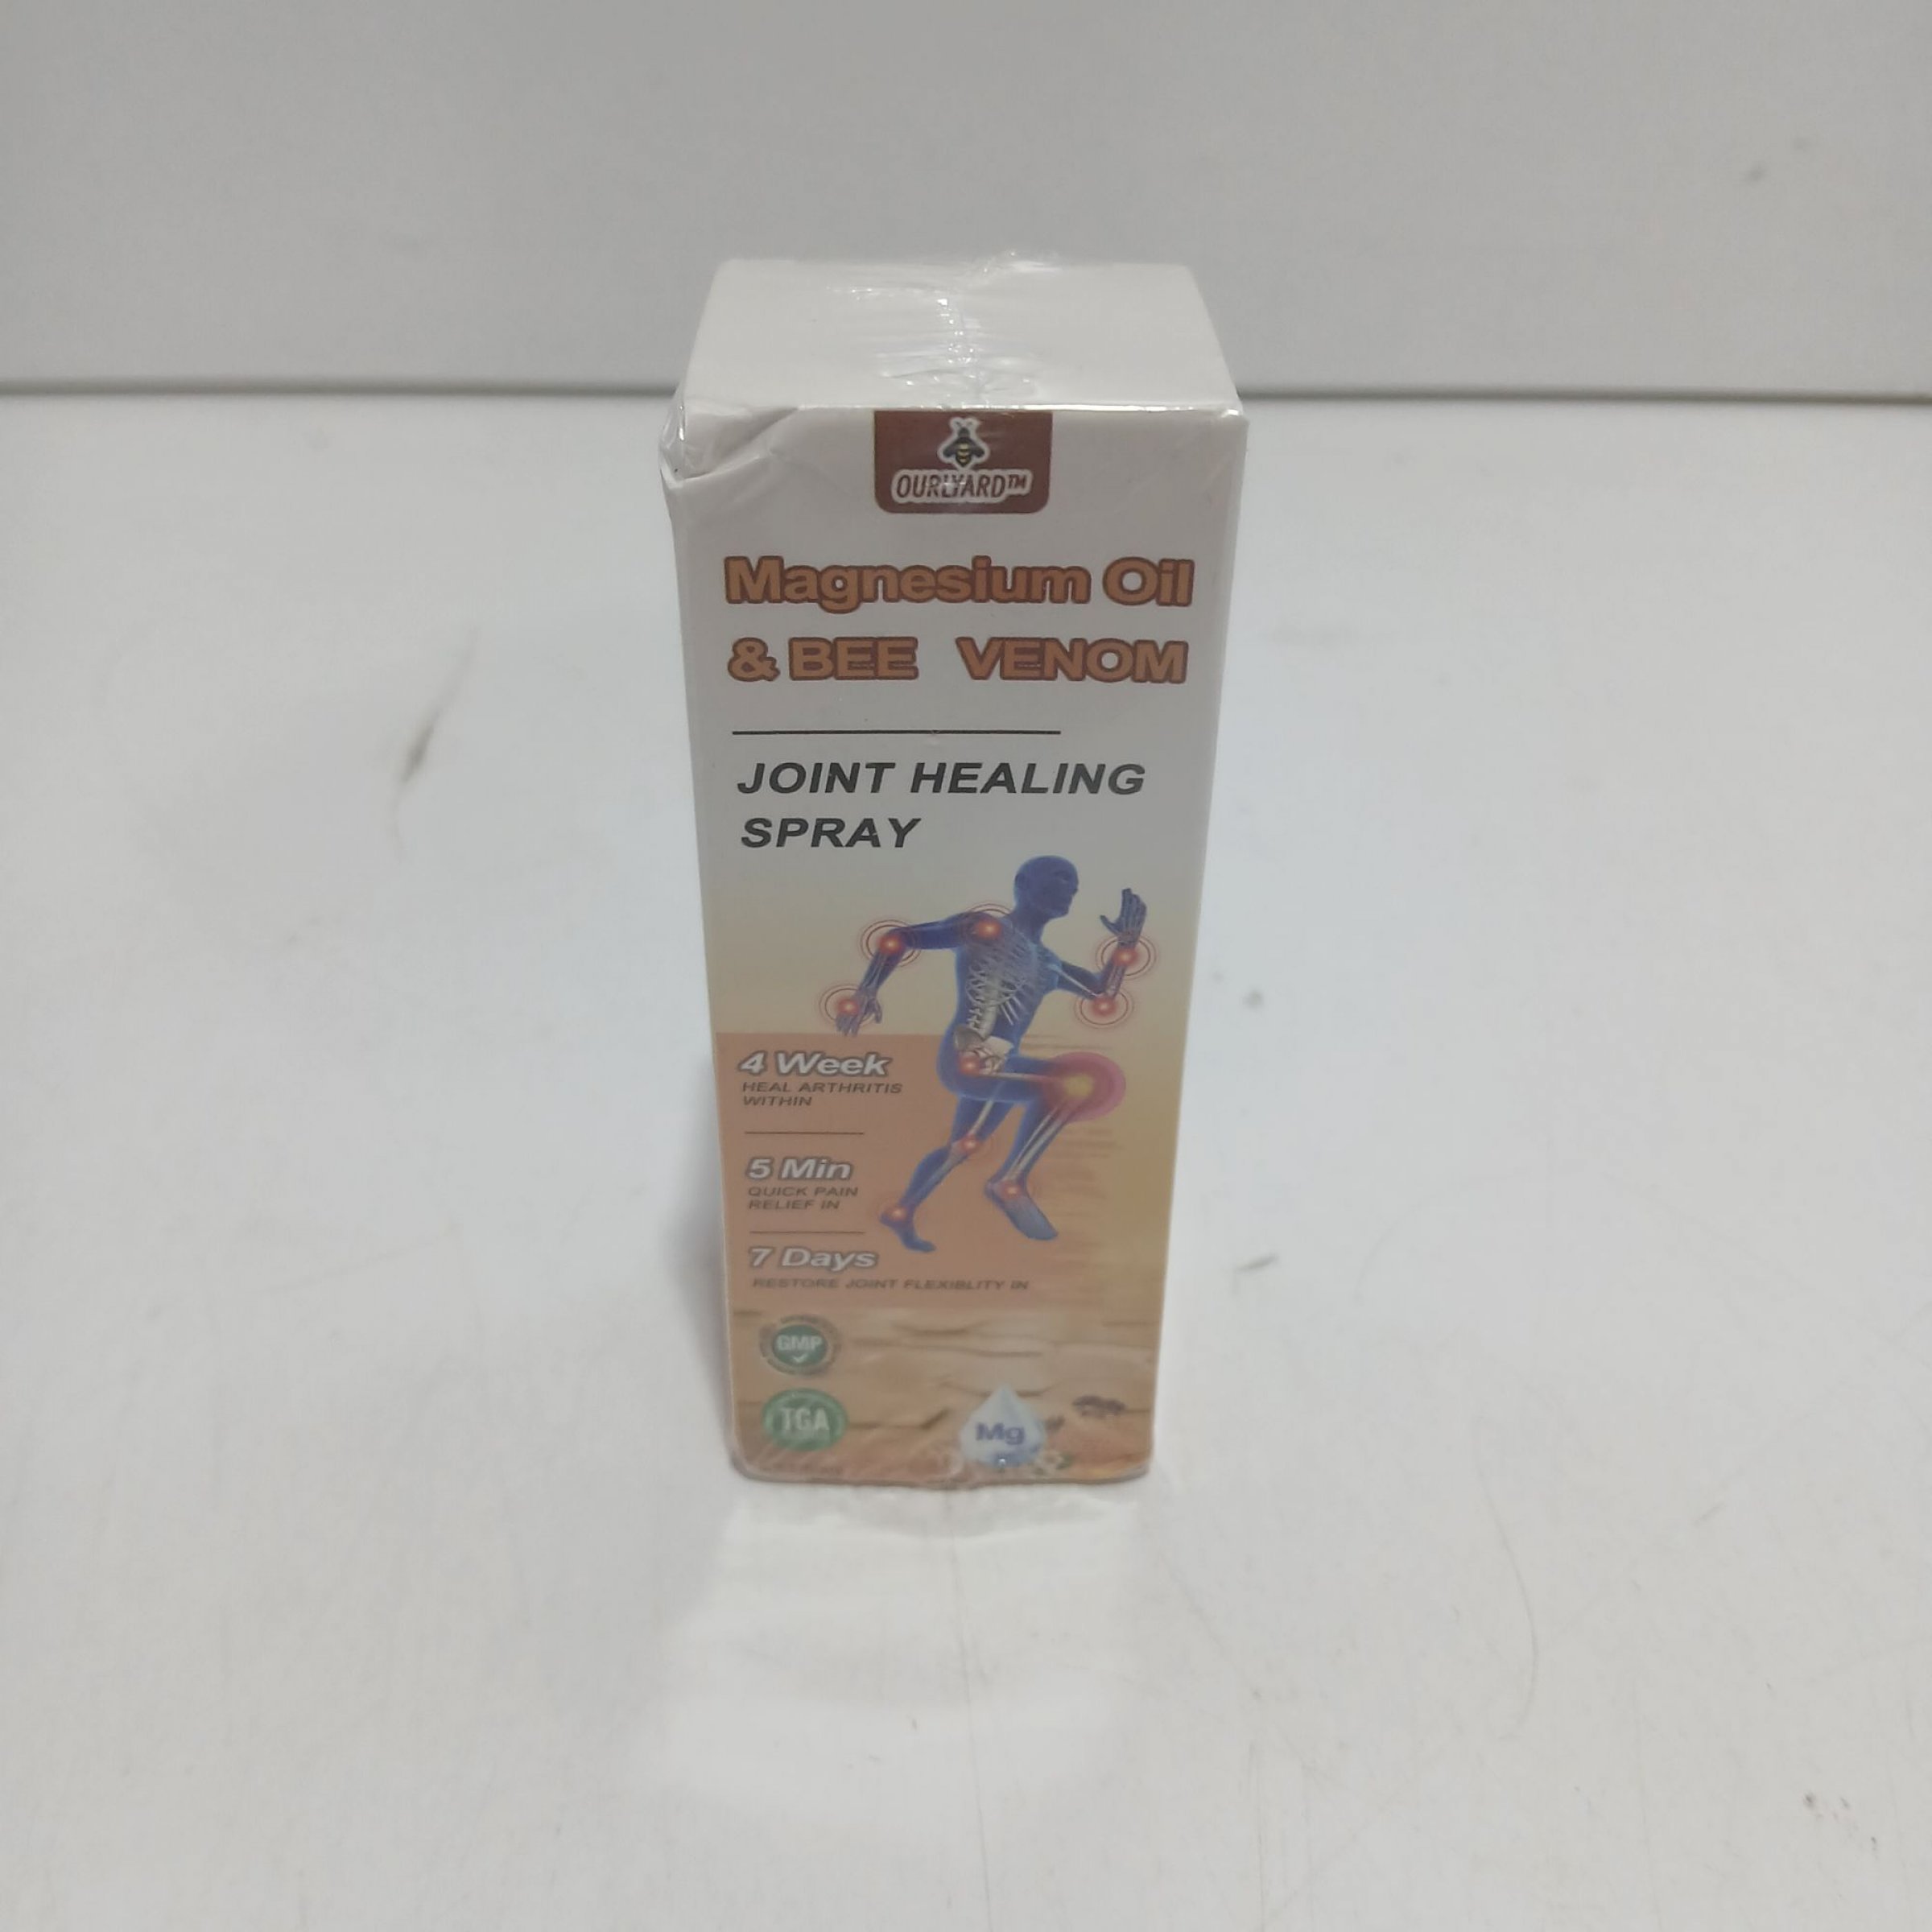 OURLYARD™
Magnesium Oil
& BEE VENOM
JOINT HEALING
SPRAY
4 Week
HEAL ARTHRITIS
WITHIN
5 Min
QUICK PAIN
RELIEF IN
7 Days
RESTORE JOINT FLEXIBLITY IN
GMP
TGA
Mg